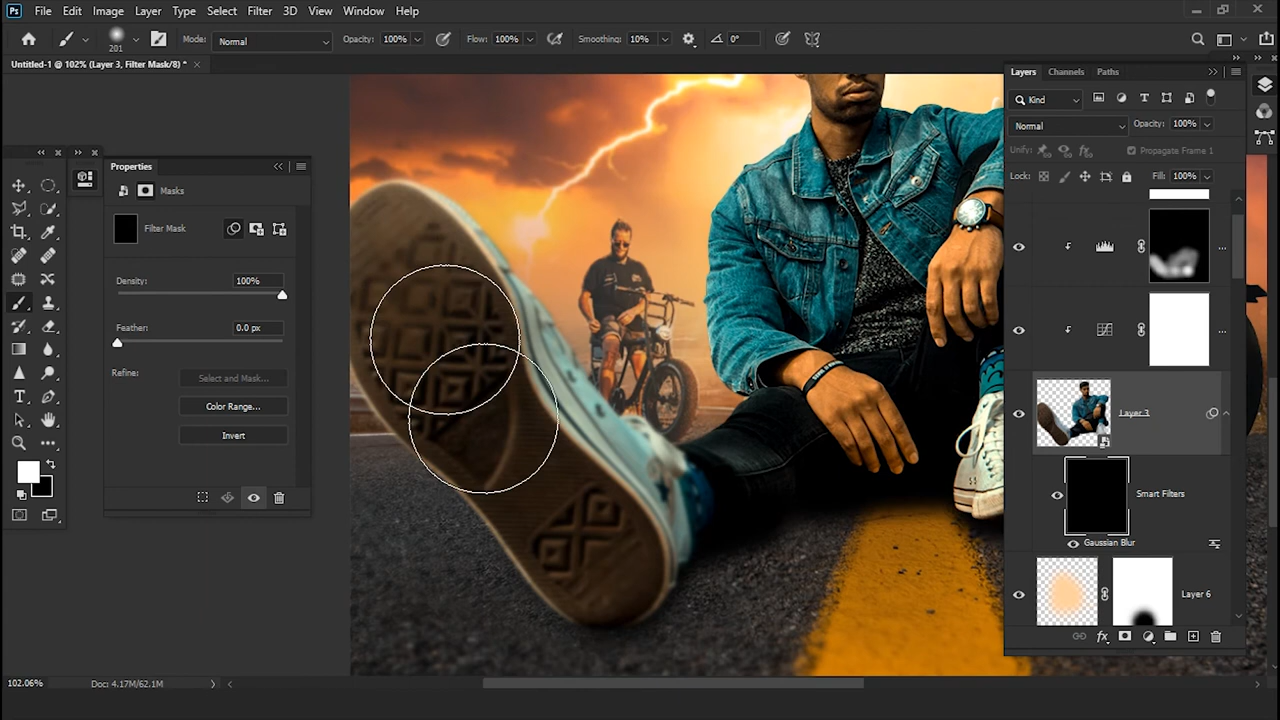 Ps File Edit Image Layer Type Select Filter 3D View Window Help
201 Mode: Normal Opacity: 100% Flow: 100% Smoothing: 10% 0°
Untitled-1 @ 102% (Layer 3, Filter Mask/8) *
Properties
Masks
Filter Mask
Density: 100%
Feather: 0.0 px
Refine: Select and Mask...
Color Range...
Invert
Layers Channels Paths
Kind
Normal Opacity: 100%
Unify: Propagate Frame 1
Lock: Fill: 100%
Layer 3
Smart Filters
Gaussian Blur
Layer 6
102.06% Doc: 4.17M/62.1M